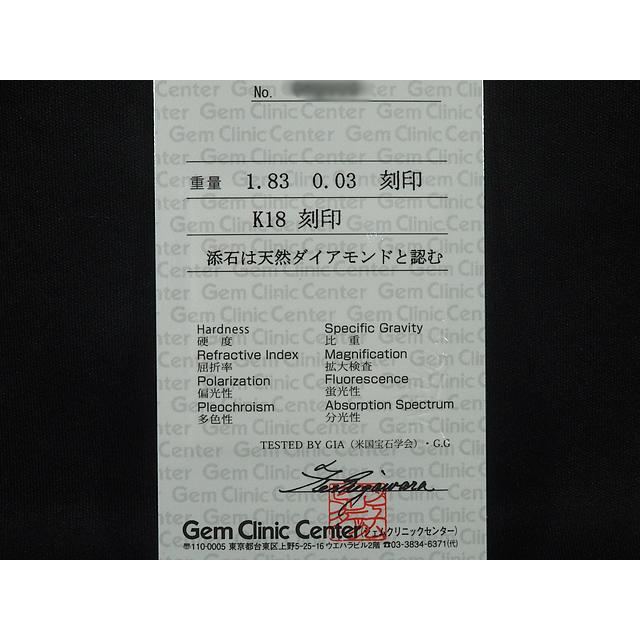 No.
重量 1.83 0.03 刻印
K18 刻印
添石は天然ダイアモンドと認む
Hardness Specific Gravity
硬度 比重
Refractive Index Magnification
屈折率 拡大検査
Polarization Fluorescence
偏光性 蛍光性
Pleochroism Absorption Spectrum
多色性 分光性
TESTED BY GIA (米国宝石学会)・G.G
Gem Clinic Center (ジェムクリニックセンター)
〠110-0005 東京都台東区上野5-25-16 ウエハラビル2階 ☎03-3834-6371(代)